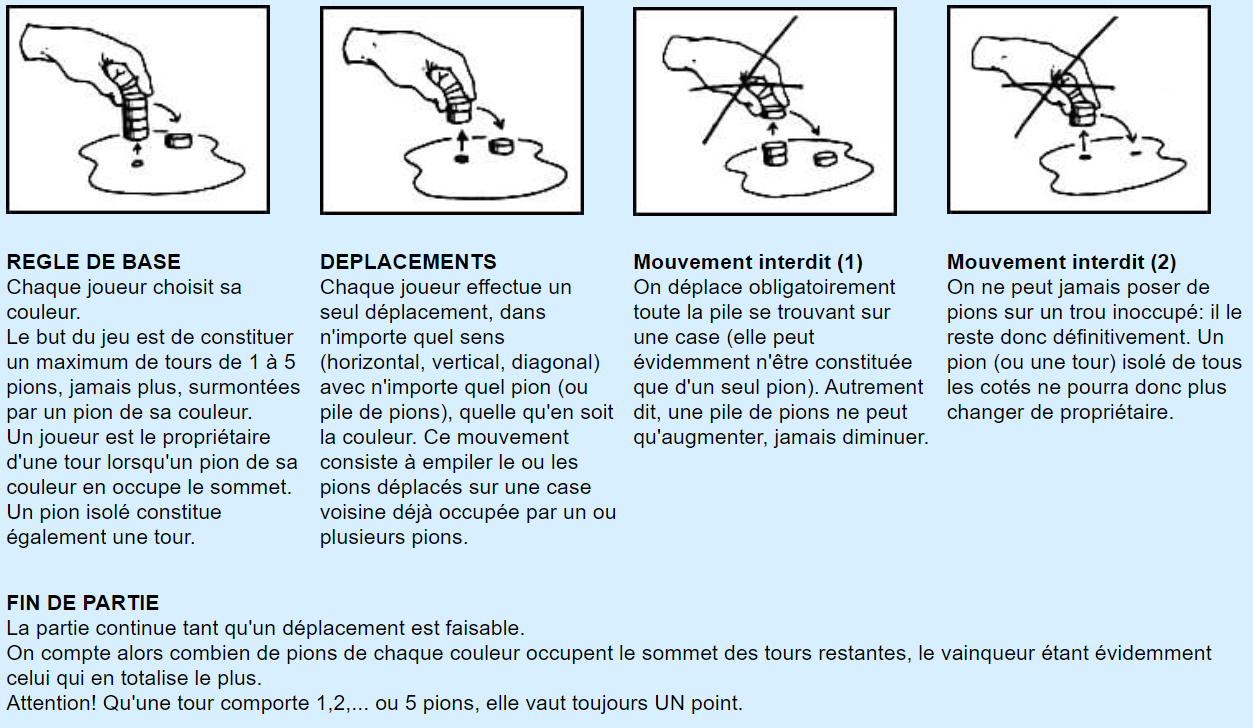 REGLE DE BASE
Chaque joueur choisit sa
couleur.
Le but du jeu est de constituer
un maximum de tours de 1 à 5
pions, jamais plus, surmontées
par un pion de sa couleur.
Un joueur est le propriétaire
d'une tour lorsqu'un pion de sa
couleur en occupe le sommet.
Un pion isolé constitue
également une tour.
DEPLACEMENTS
Chaque joueur effectue un
seul déplacement, dans
n'importe quel sens
(horizontal, vertical, diagonal)
avec n'importe quel pion (ou
pile de pions), quelle qu'en soit
la couleur. Ce mouvement
consiste à empiler le ou les
pions déplacés sur une case
voisine déjà occupée par un ou
plusieurs pions.
Mouvement interdit (1)
On déplace obligatoirement
toute la pile se trouvant sur
une case (elle peut
évidemment n'être constituée
que d'un seul pion). Autrement
dit, une pile de pions ne peut
qu'augmenter, jamais diminuer.
Mouvement interdit (2)
On ne peut jamais poser de
pions sur un trou inoccupé: il le
reste donc définitivement. Un
pion (ou une tour) isolé de tous
les cotés ne pourra donc plus
changer de propriétaire.
FIN DE PARTIE
La partie continue tant qu'un déplacement est faisable.
On compte alors combien de pions de chaque couleur occupent le sommet des tours restantes, le vainqueur étant évidemment
celui qui en totalise le plus.
Attention! Qu'une tour comporte 1,2,... ou 5 pions, elle vaut toujours UN point.